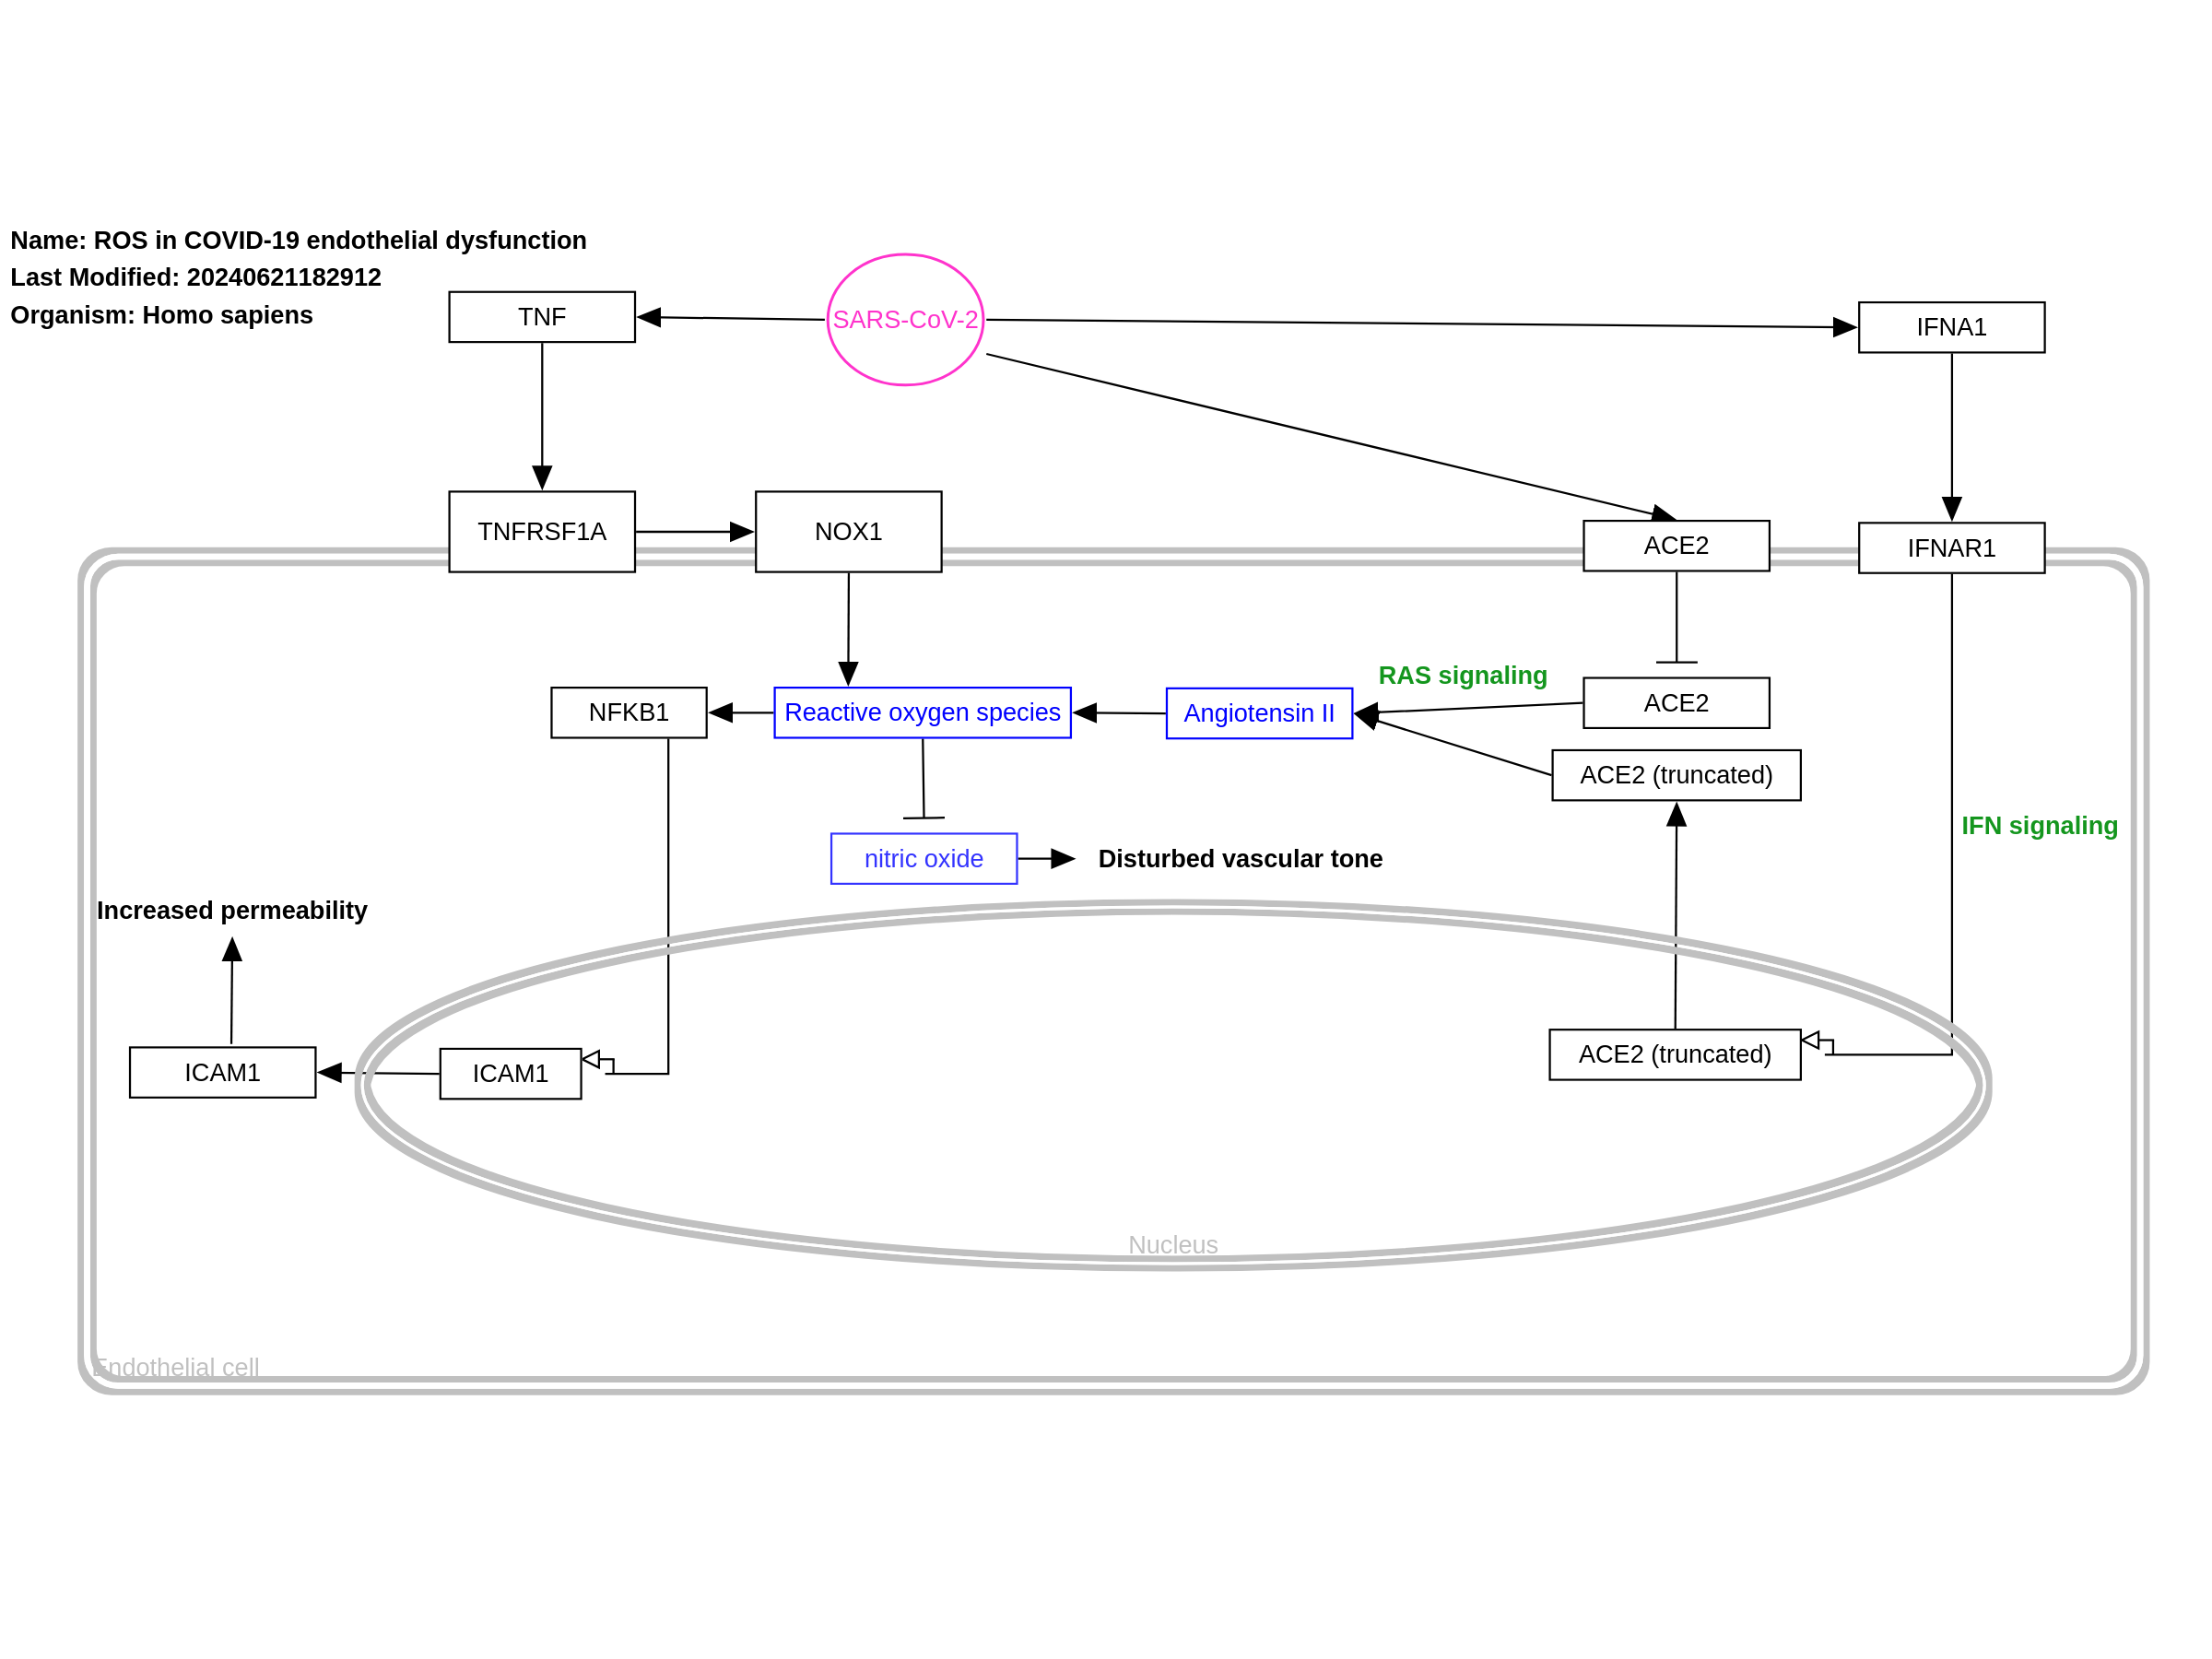 Name: ROS in COVID-19 endothelial dysfunction
Last Modified: 20240621182912
Organism: Homo sapiens
TNF
SARS-CoV-2
IFNA1
TNFRSF1A
NOX1
ACE2
IFNAR1
RAS signaling
NFKB1
Reactive oxygen species
Angiotensin II
ACE2
ACE2 (truncated)
IFN signaling
nitric oxide
Disturbed vascular tone
Increased permeability
ICAM1
ICAM1
ACE2 (truncated)
Nucleus
Endothelial cell